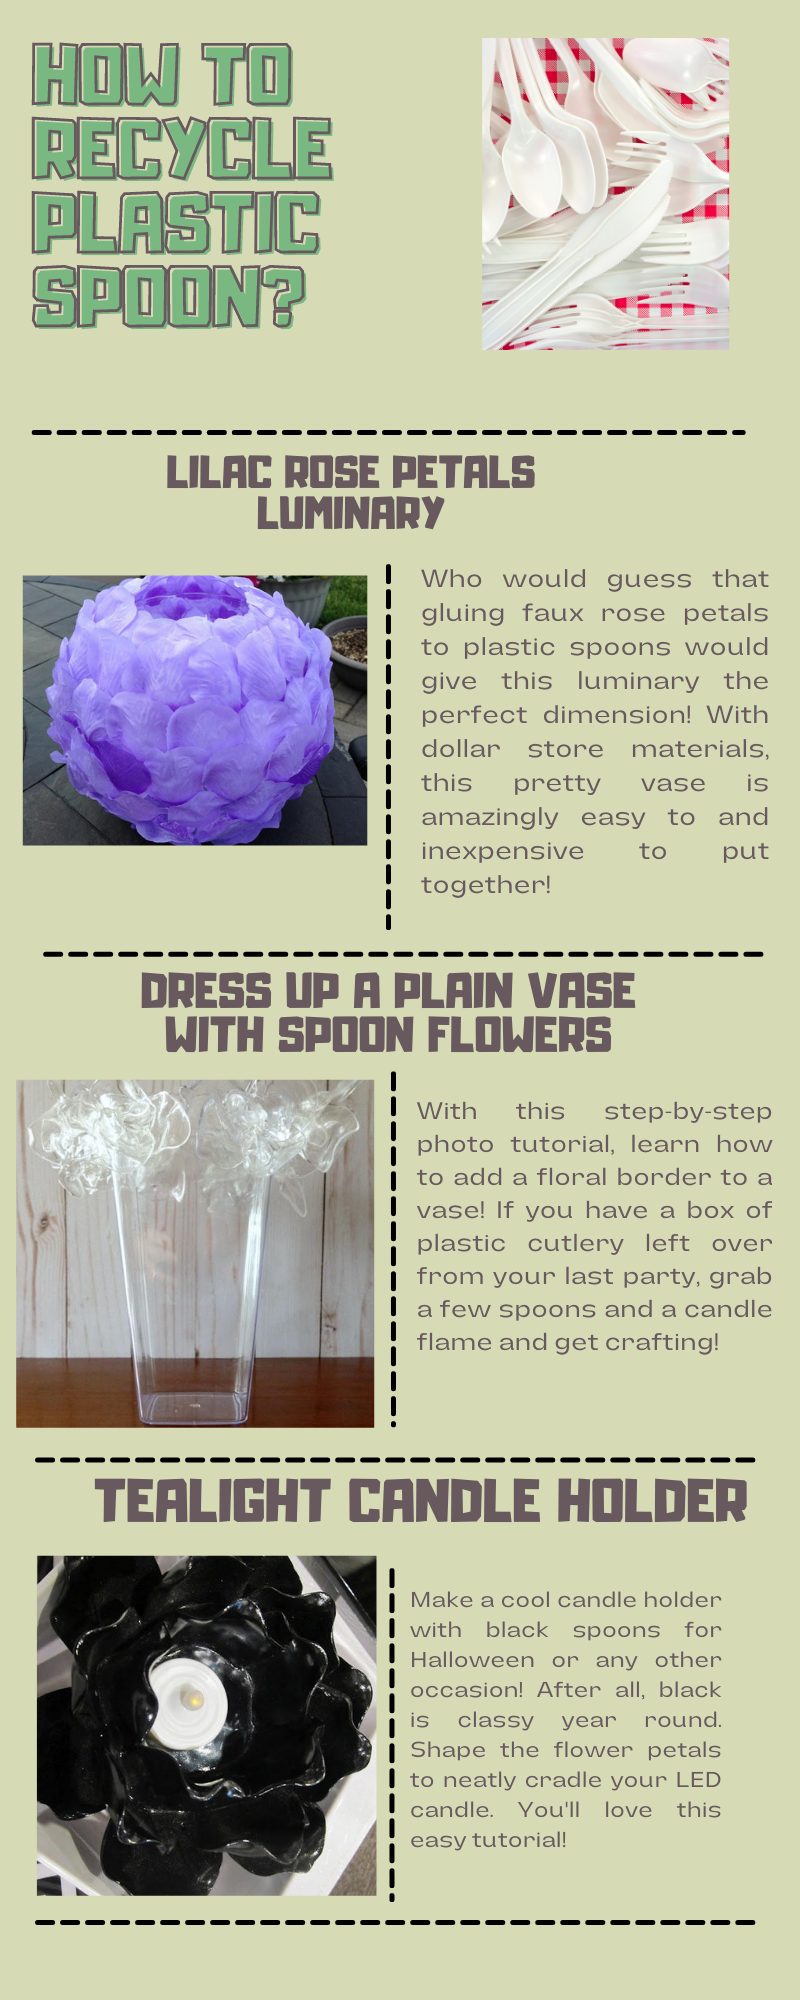 HOW TO
RECYCLE
PLASTIC
SPOON?
LILAC ROSE PETALS
LUMINARY
Who would guess that
gluing faux rose petals
to plastic spoons would
give this luminary the
perfect dimension! With
dollar store materials,
this pretty vase is
amazingly easy to and
inexpensive to put
together!
DRESS UP A PLAIN VASE
WITH SPOON FLOWERS
With this step-by-step
photo tutorial, learn how
to add a floral border to a
vase! If you have a box of
plastic cutlery left over
from your last party, grab
a few spoons and a candle
flame and get crafting!
TEALIGHT CANDLE HOLDER
Make a cool candle holder
with black spoons for
Halloween or any other
occasion! After all, black
is classy year round.
Shape the flower petals
to neatly cradle your LED
candle. You'll love this
easy tutorial!